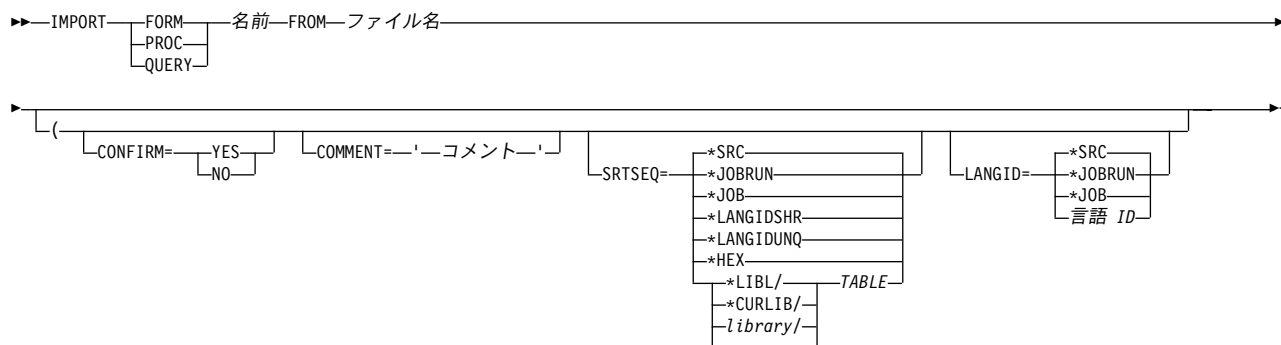 IMPORT FORM 名前 FROM ファイル名
PROC
QUERY
(
CONFIRM= YES
NO
COMMENT= ' コメント '
SRTSEQ= *SRC
*JOBRUN
*JOB
*LANGIDSHR
*LANGIDUNQ
*HEX
*LIBL/ TABLE
*CURLIB/
library/
LANGID= *SRC
*JOBRUN
*JOB
言語 ID